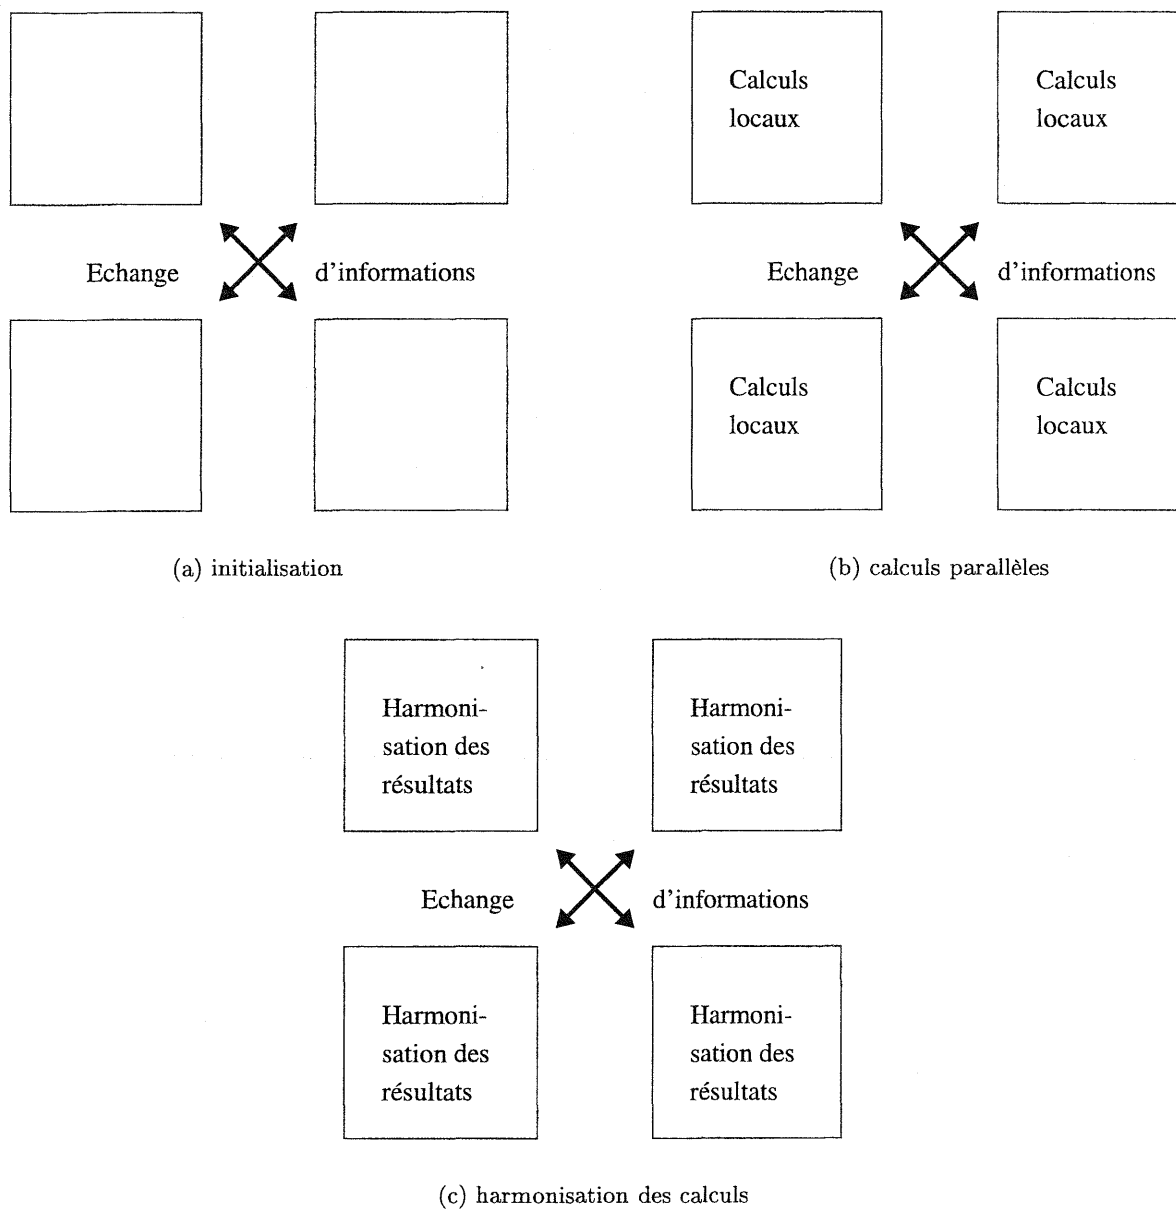 Calculs
locaux
Calculs
locaux
Echange
d'informations
Echange
d'informations
Calculs
locaux
Calculs
locaux
(a) initialisation
(b) calculs parallèles
Harmoni-
sation des
résultats
Harmoni-
sation des
résultats
Echange
d'informations
Harmoni-
sation des
résultats
Harmoni-
sation des
résultats
(c) harmonisation des calculs